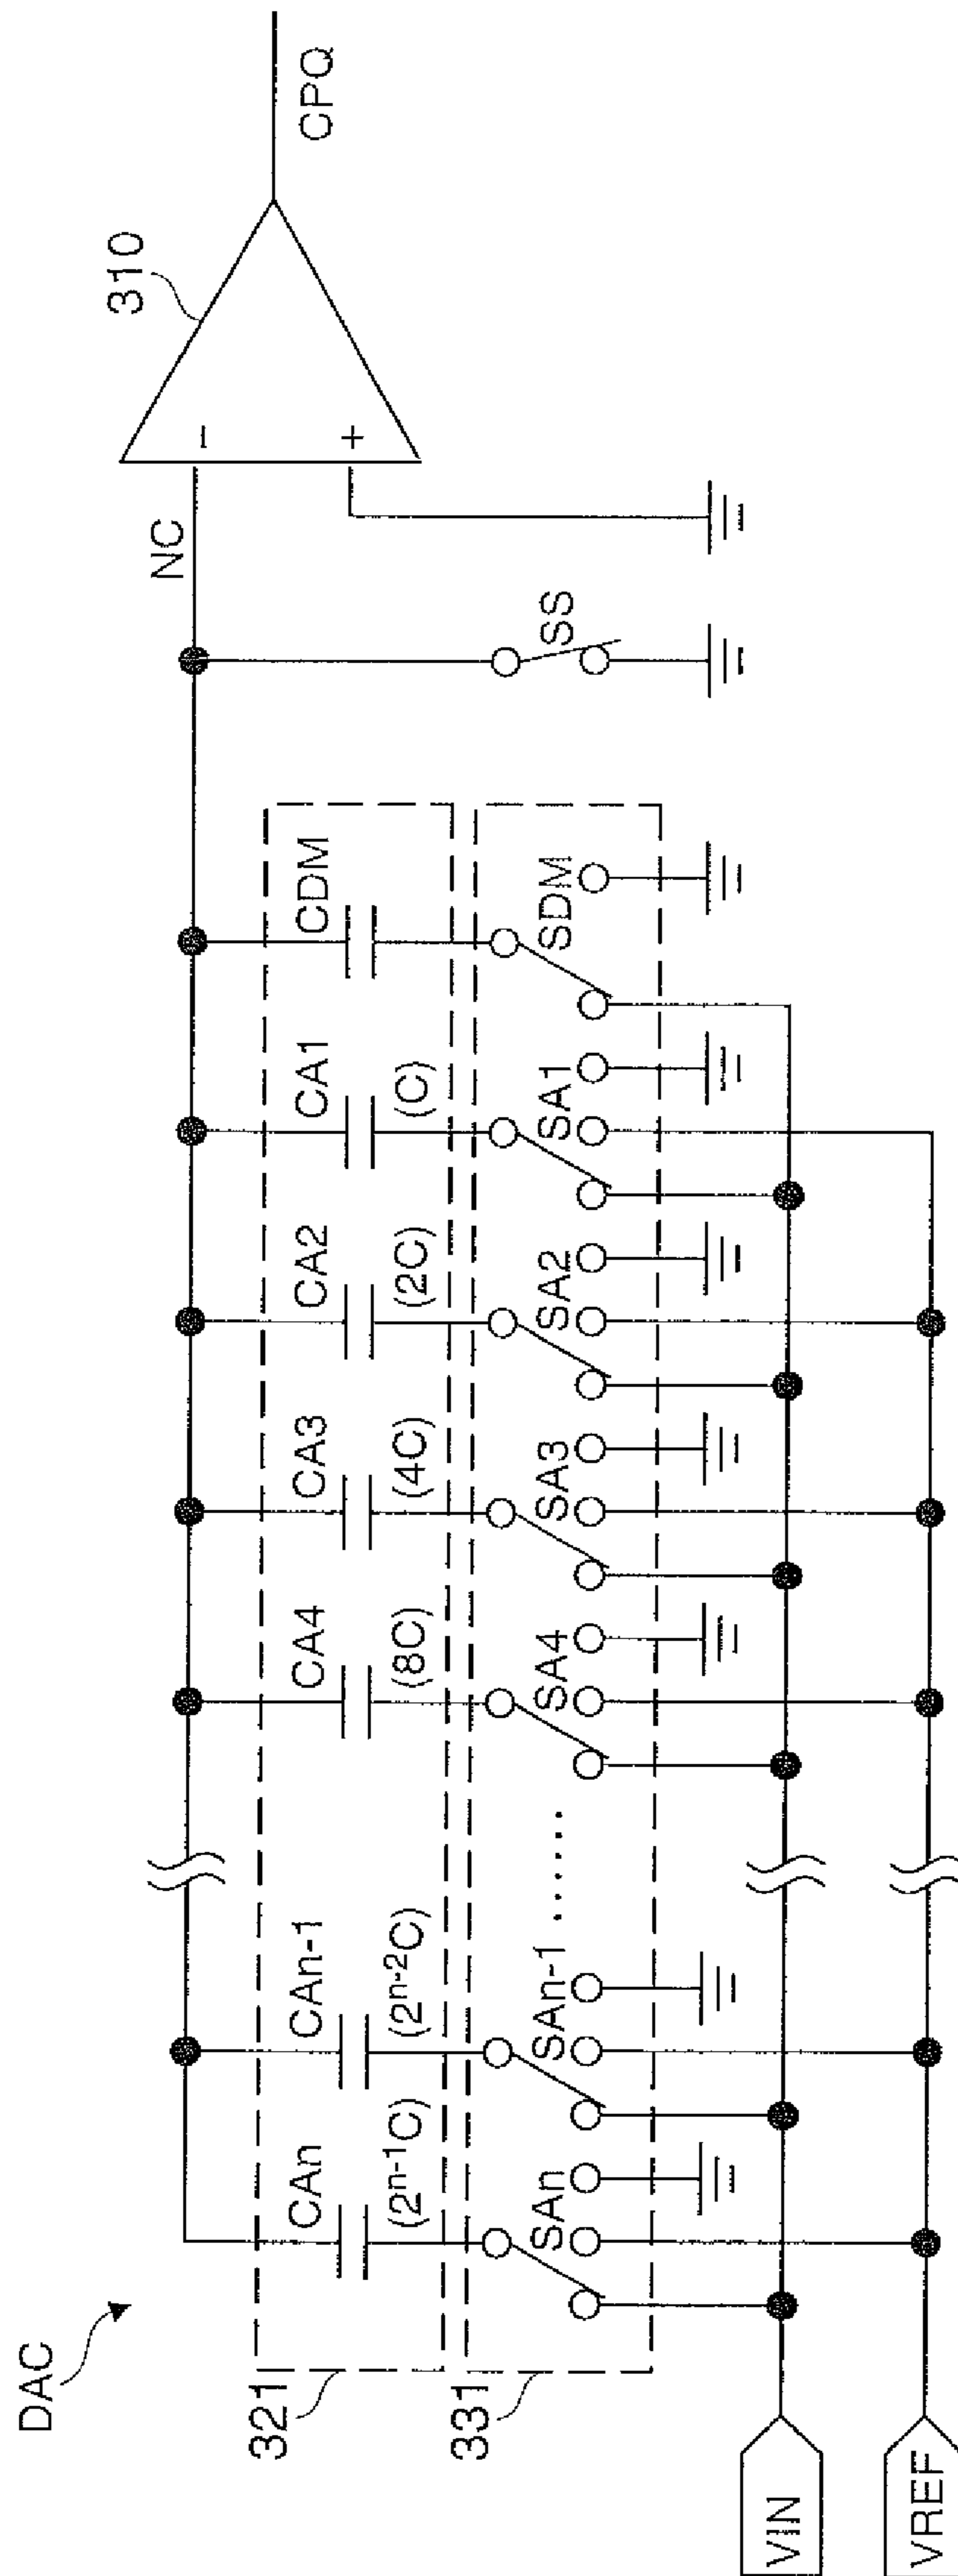 DAC
310
CPQ
NC
321
CAn
CAn-1
CA4
CA3
CA2
CA1
CDM
(2ⁿ⁻¹C)
(2ⁿ⁻²C)
(8C)
(4C)
(2C)
(C)
331
SAn
SAn-1
......
SA4
SA3
SA2
SA1
SDM
SS
-
+
VIN
VREF